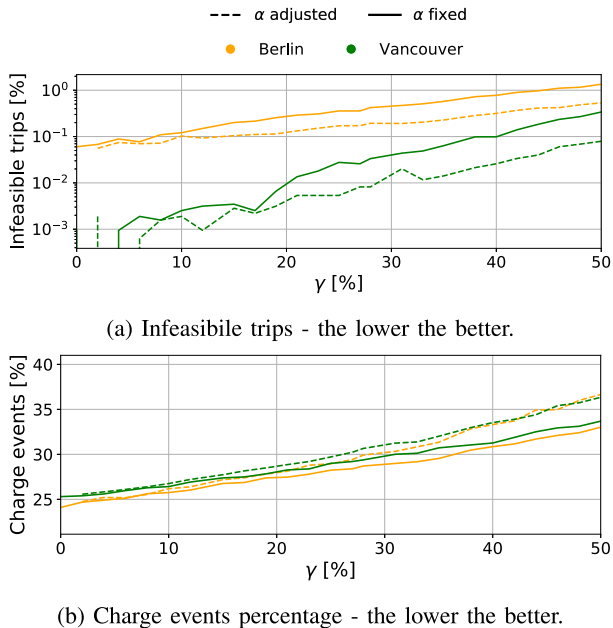 α adjusted α fixed
Berlin Vancouver
Infeasible trips [%]
10⁰
10⁻¹
10⁻²
10⁻³
0 10 20 30 40 50
γ [%]
(a) Infeasibile trips - the lower the better.
Charge events [%]
40
35
30
25
0 10 20 30 40 50
γ [%]
(b) Charge events percentage - the lower the better.